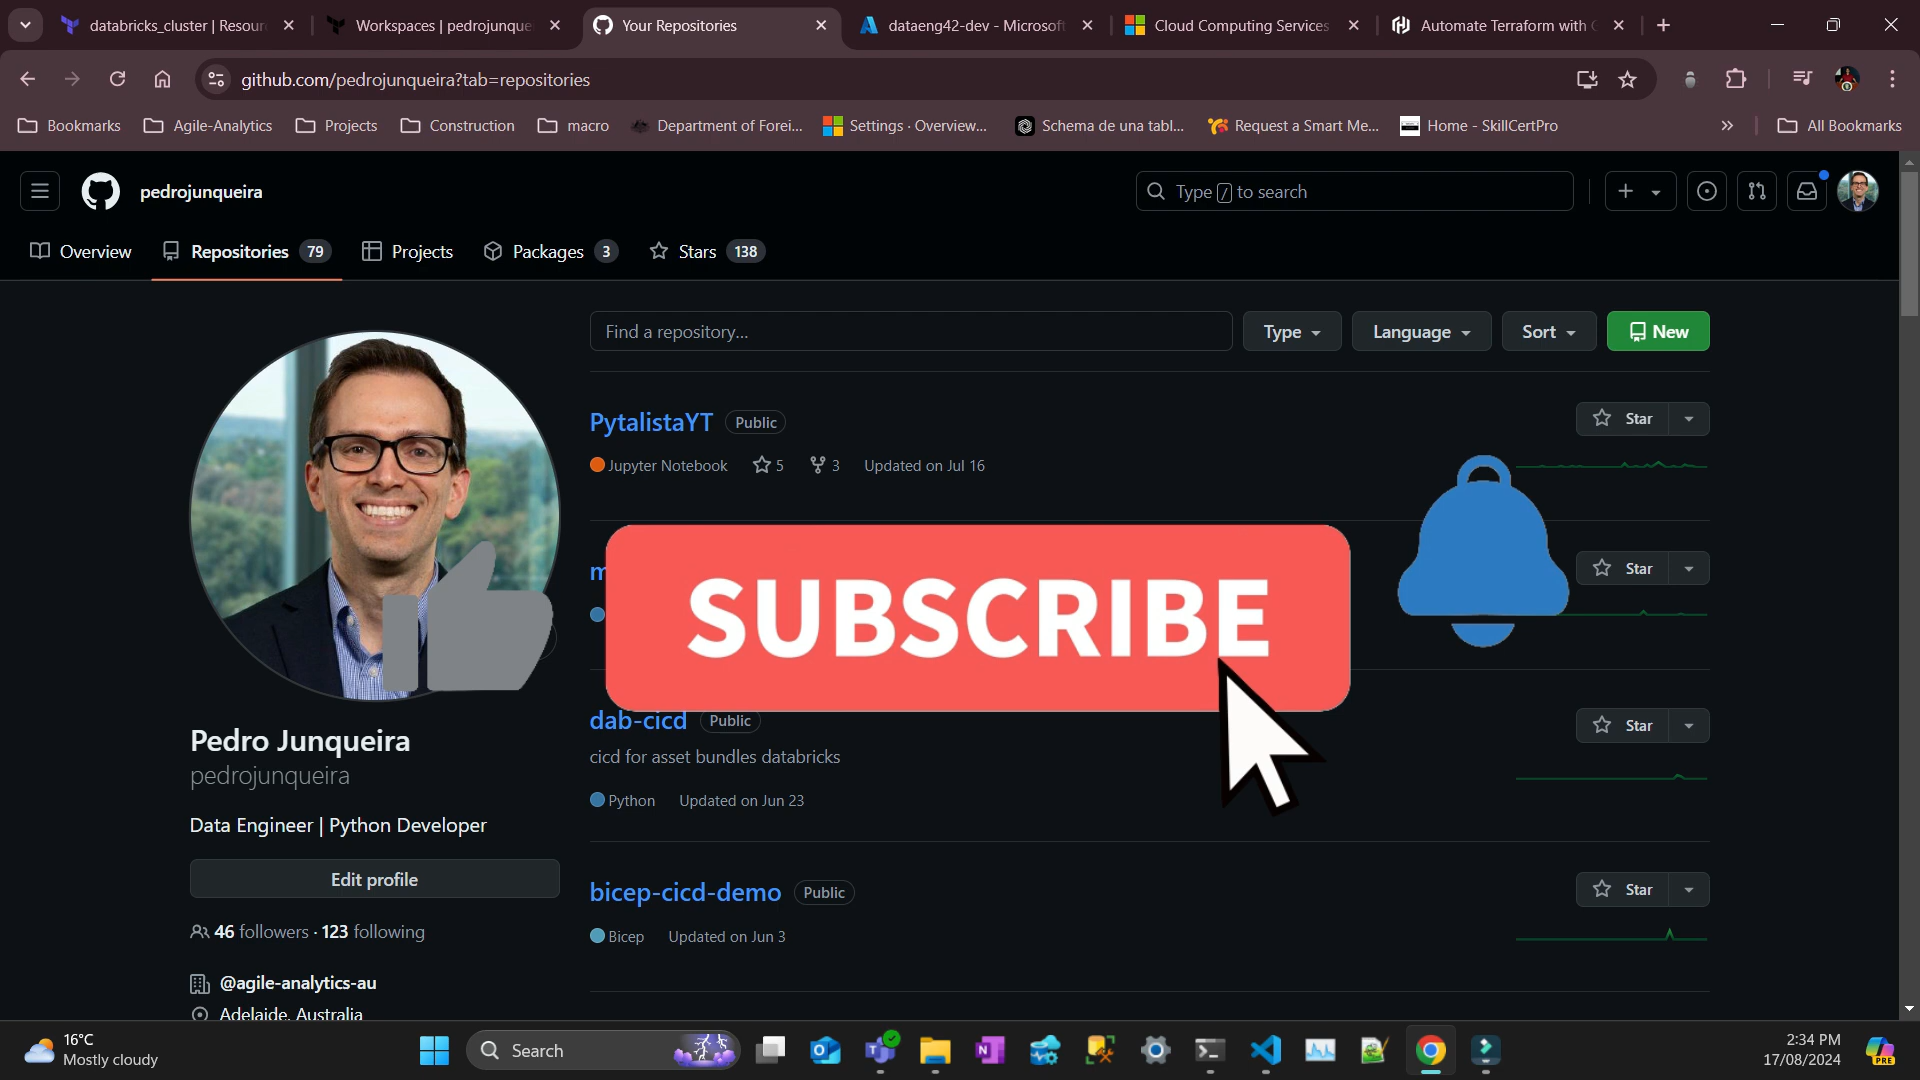 databricks_cluster | Resour
Workspaces | pedrojunque
Your Repositories
dataeng42-dev - Microsoft
Cloud Computing Services
Automate Terraform with G
github.com/pedrojunqueira?tab=repositories
Bookmarks
Agile-Analytics
Projects
Construction
macro
Department of Forei...
Settings · Overview...
Schema de una tabl...
Request a Smart Me...
Home - SkillCertPro
All Bookmarks
pedrojunqueira
Type / to search
Overview
Repositories 79
Projects
Packages 3
Stars 138
Find a repository...
Type
Language
Sort
New
PytalistaYT Public
Star
Jupyter Notebook 5 3 Updated on Jul 16
Star
SUBSCRIBE
dab-cicd Public
Star
cicd for asset bundles databricks
Python Updated on Jun 23
bicep-cicd-demo Public
Star
Bicep Updated on Jun 3
Pedro Junqueira
pedrojunqueira
Data Engineer | Python Developer
Edit profile
46 followers · 123 following
@agile-analytics-au
Adelaide, Australia
16°C
Mostly cloudy
Search
2:34 PM
17/08/2024
PRE